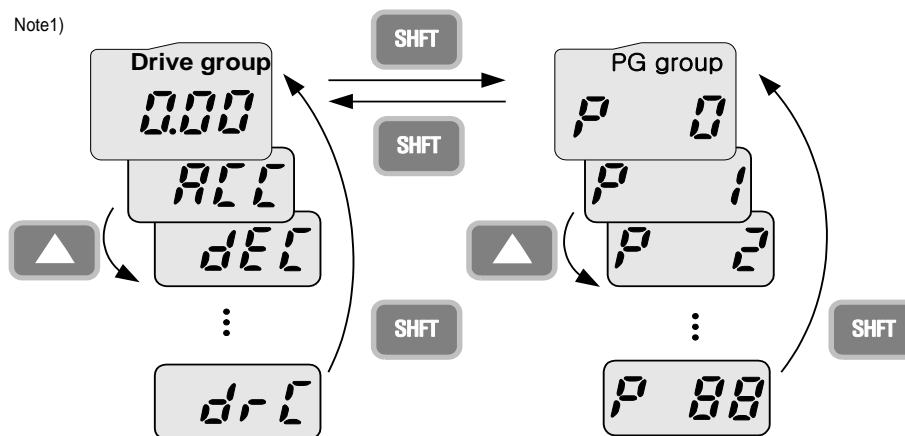 Note1)
SHFT
Drive group
PG group
0.00
P 0
SHFT
ACC
P 1
dEC
P 2
SHFT
SHFT
drC
P 88